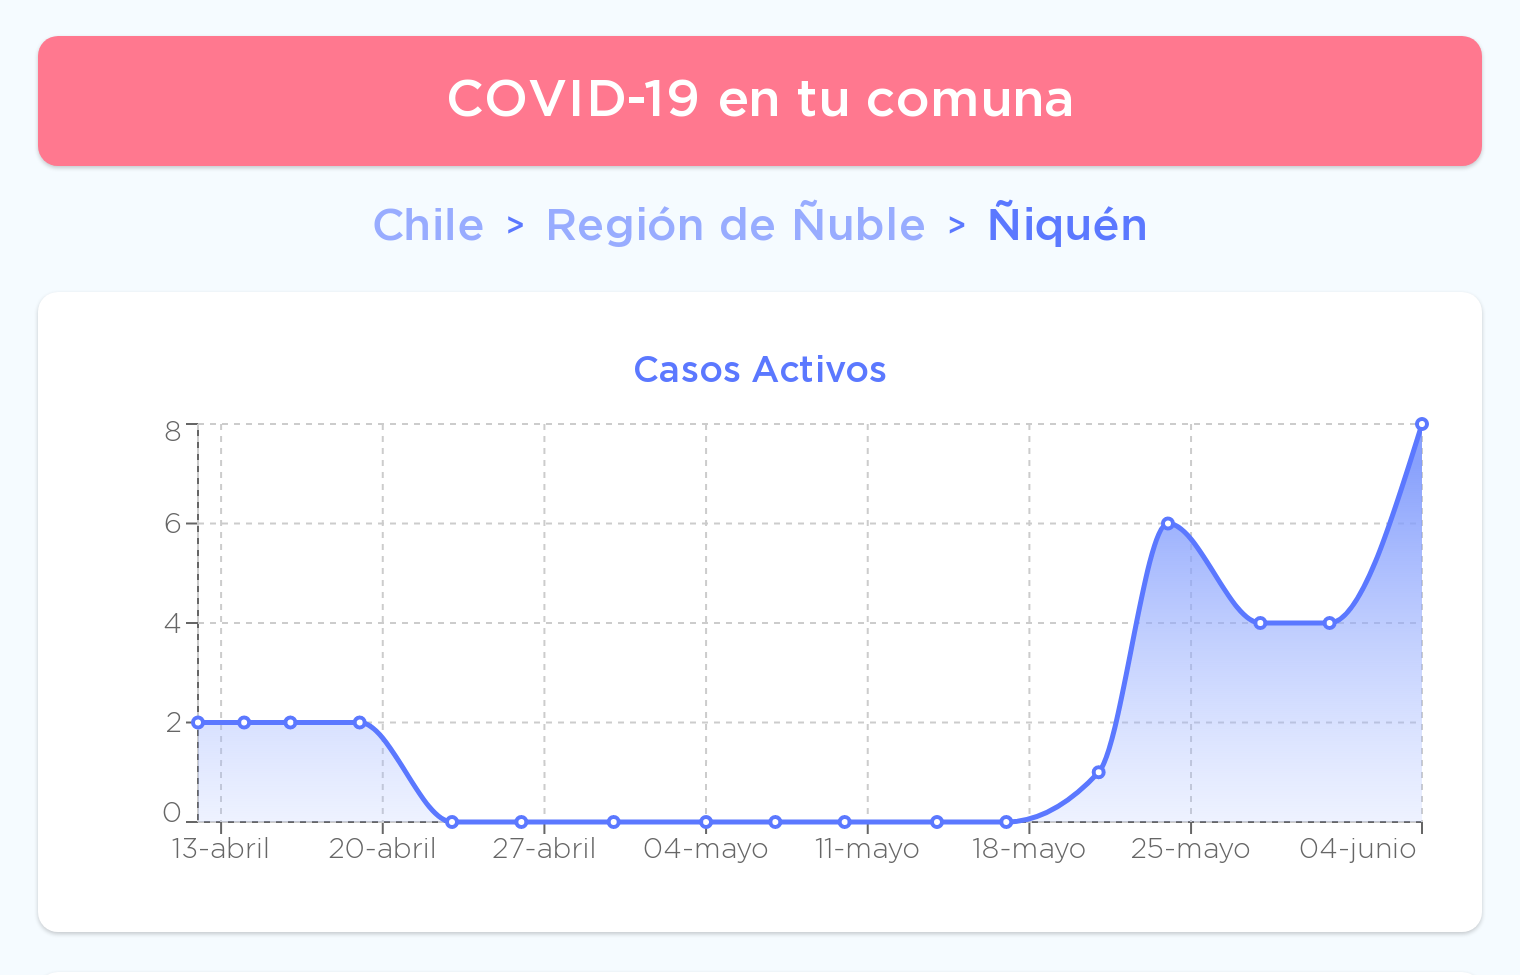 COVID-19 en tu comuna
Chile > Región de Ñuble > Ñiquén
Casos Activos
8
6
4
2
0
13-abril 20-abril 27-abril 04-mayo 11-mayo 18-mayo 25-mayo 04-junio